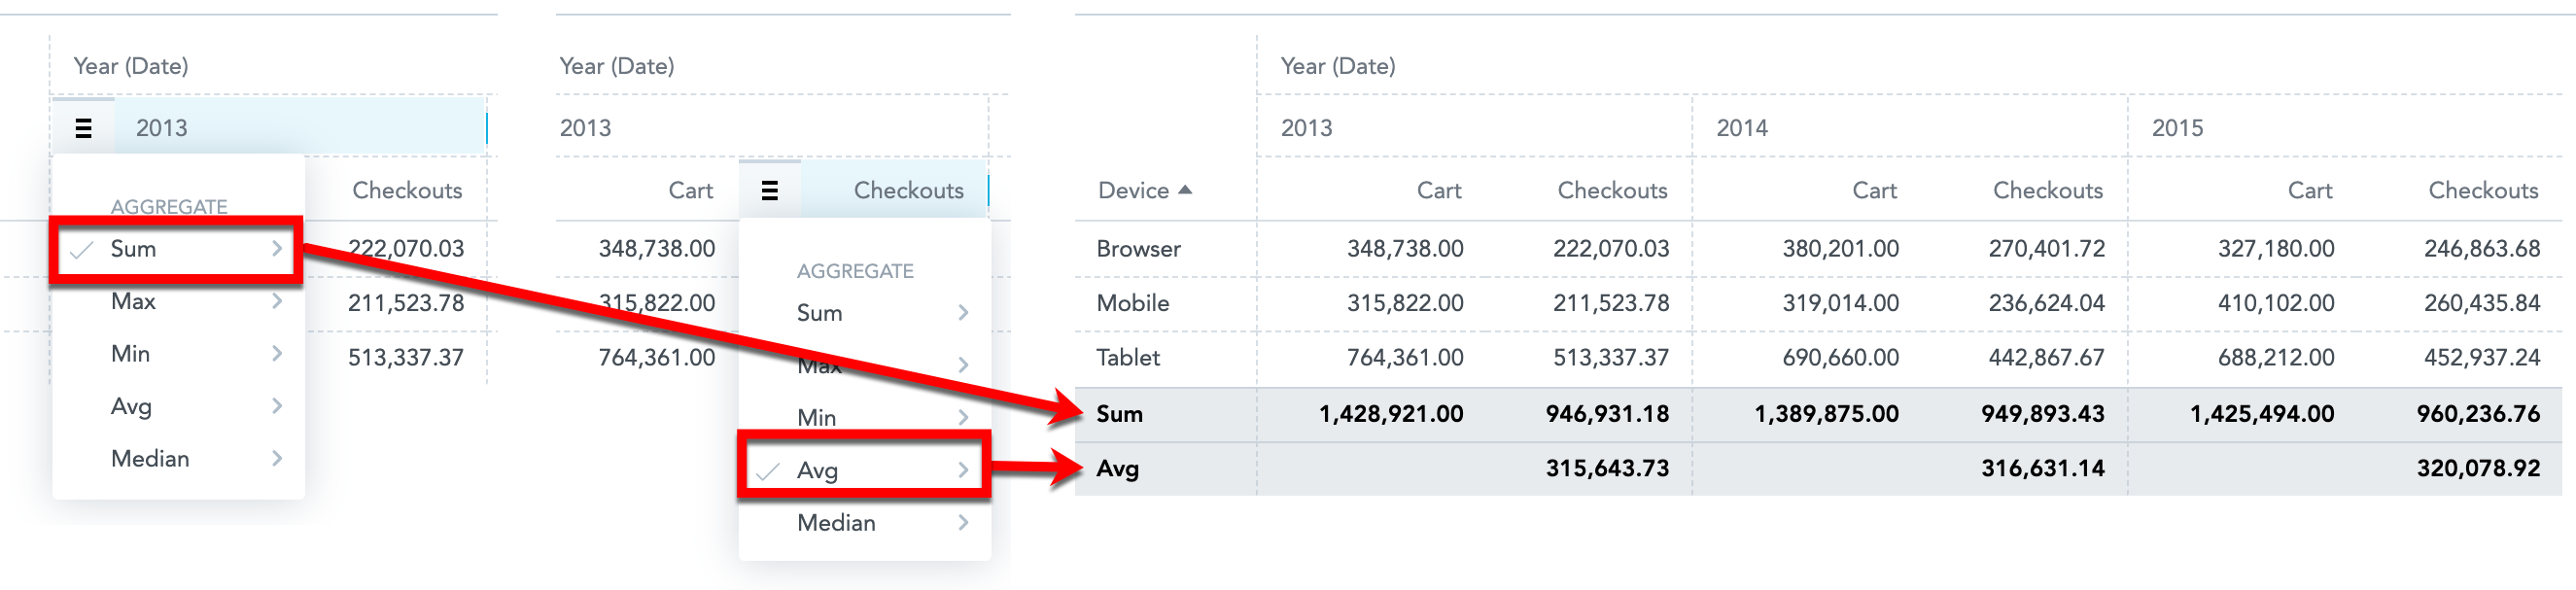 Year (Date)
2013
Checkouts
AGGREGATE
Sum
222,070.03
Max
211,523.78
Min
513,337.37
Avg
Median
Year (Date)
2013
Cart
Checkouts
348,738.00
AGGREGATE
315,822.00
Sum
764,361.00
Max
Min
Avg
Median
Year (Date)
2013 2014 2015
Device Cart Checkouts Cart Checkouts Cart Checkouts
Browser 348,738.00 222,070.03 380,201.00 270,401.72 327,180.00 246,863.68
Mobile 315,822.00 211,523.78 319,014.00 236,624.04 410,102.00 260,435.84
Tablet 764,361.00 513,337.37 690,660.00 442,867.67 688,212.00 452,937.24
Sum 1,428,921.00 946,931.18 1,389,875.00 949,893.43 1,425,494.00 960,236.76
Avg 315,643.73 316,631.14 320,078.92